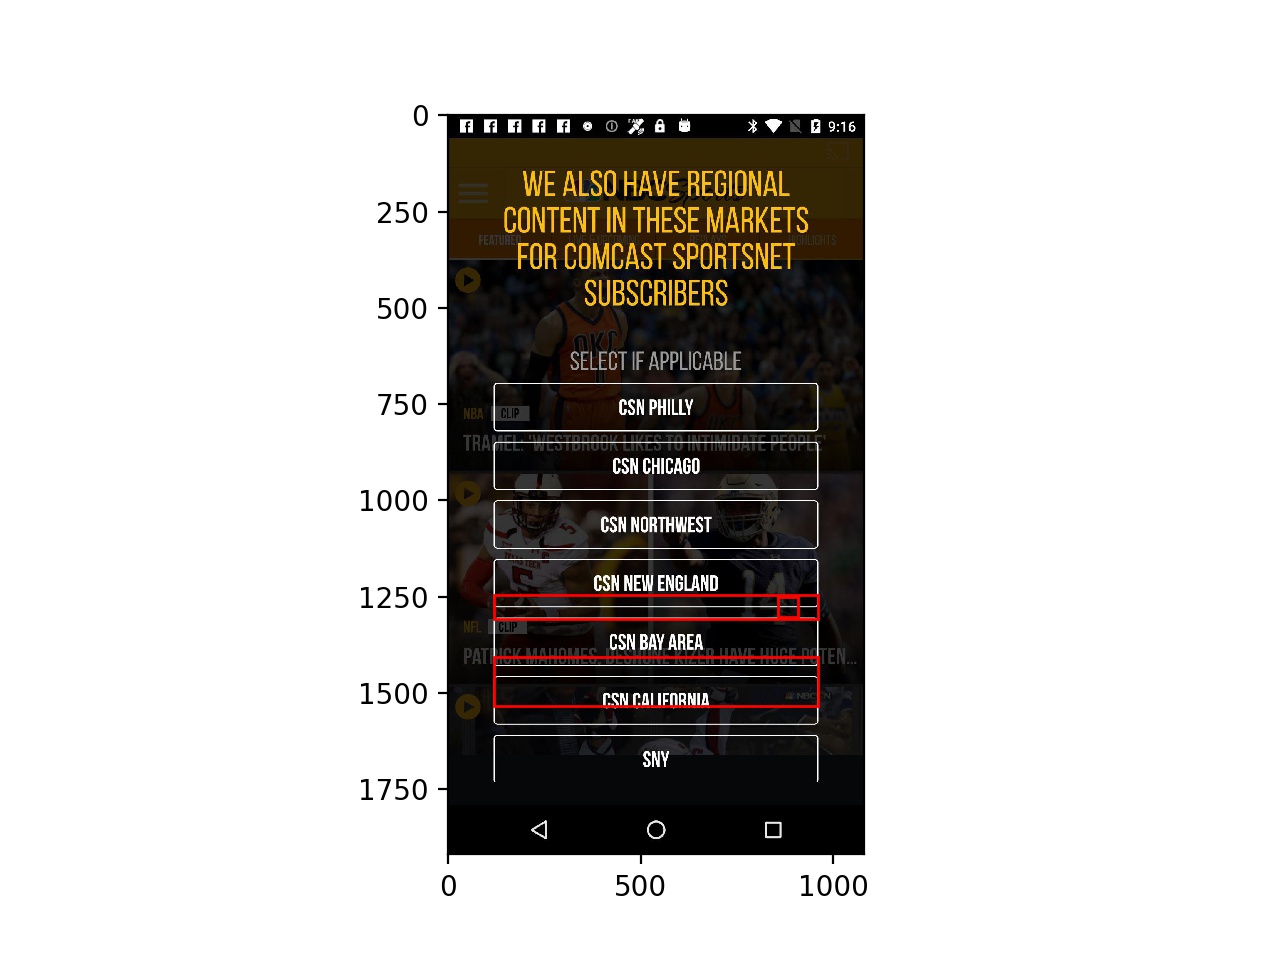 0
250
500
750
1000
1250
1500
1750
0
500
1000
9:16
WE ALSO HAVE REGIONAL
CONTENT IN THESE MARKETS
FOR COMCAST SPORTSNET
SUBSCRIBERS
FEATURED
HIGHLIGHTS
SELECT IF APPLICABLE
CSN PHILLY
NBA CLIP
TRAMEL: 'WESTBROOK LIKES TO INTIMIDATE PEOPLE'
CSN CHICAGO
CSN NORTHWEST
CSN NEW ENGLAND
NFL CLIP
CSN BAY AREA
PATRICK MAHOMES, DESHONE KIZER HAVE HUGE POTEN...
CSN CALIFORNIA
SNY